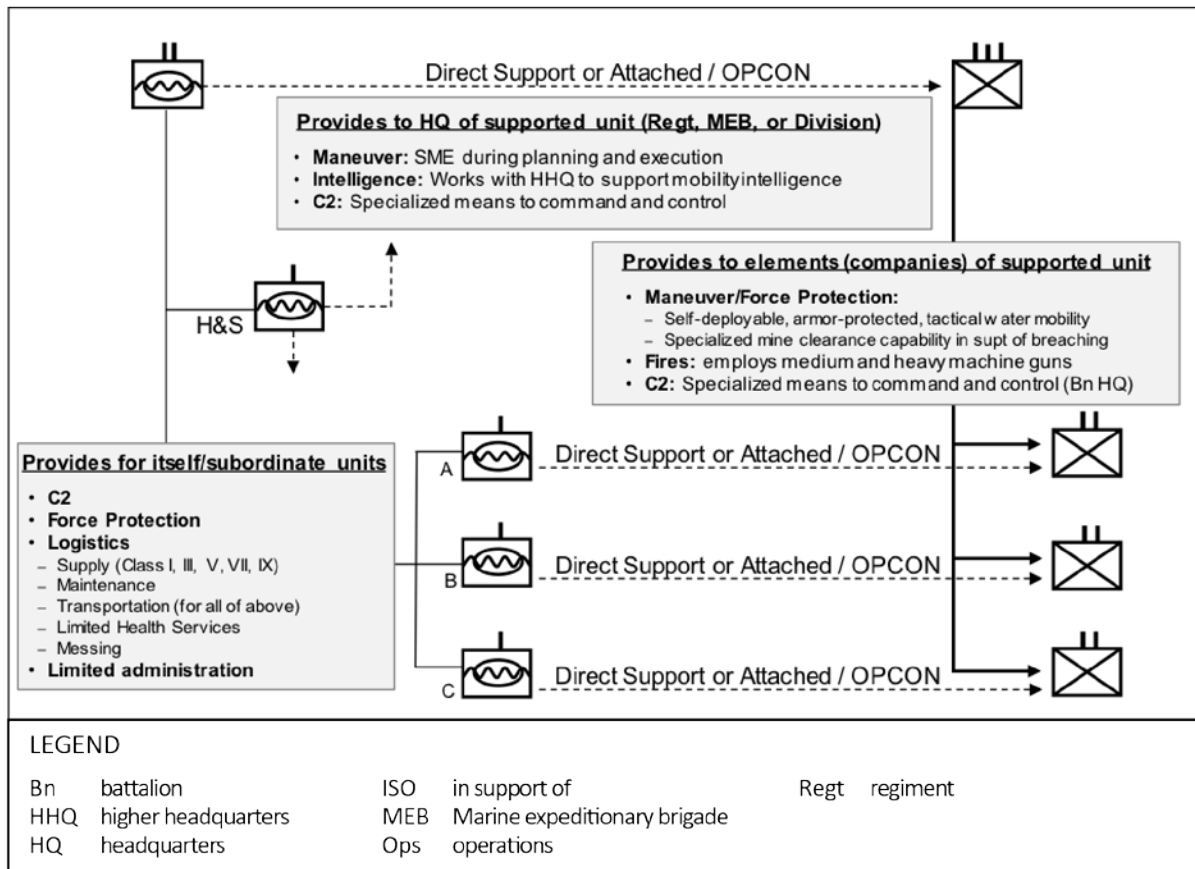 Direct Support or Attached / OPCON
Provides to HQ of supported unit (Regt, MEB, or Division)
• Maneuver: SME during planning and execution
• Intelligence: Works with HHQ to support mobility intelligence
• C2: Specialized means to command and control
H&S
Provides to elements (companies) of supported unit
• Maneuver/Force Protection:
– Self-deployable, armor-protected, tactical water mobility
– Specialized mine clearance capability in supt of breaching
• Fires: employs medium and heavy machine guns
• C2: Specialized means to command and control (Bn HQ)
Provides for itself/subordinate units
• C2
• Force Protection
• Logistics
– Supply (Class I, III, V, VII, IX)
– Maintenance
– Transportation (for all of above)
– Limited Health Services
– Messing
• Limited administration
A
Direct Support or Attached / OPCON
B
Direct Support or Attached / OPCON
C
Direct Support or Attached / OPCON
LEGEND
Bn battalion
HHQ higher headquarters
HQ headquarters
ISO in support of
MEB Marine expeditionary brigade
Ops operations
Regt regiment